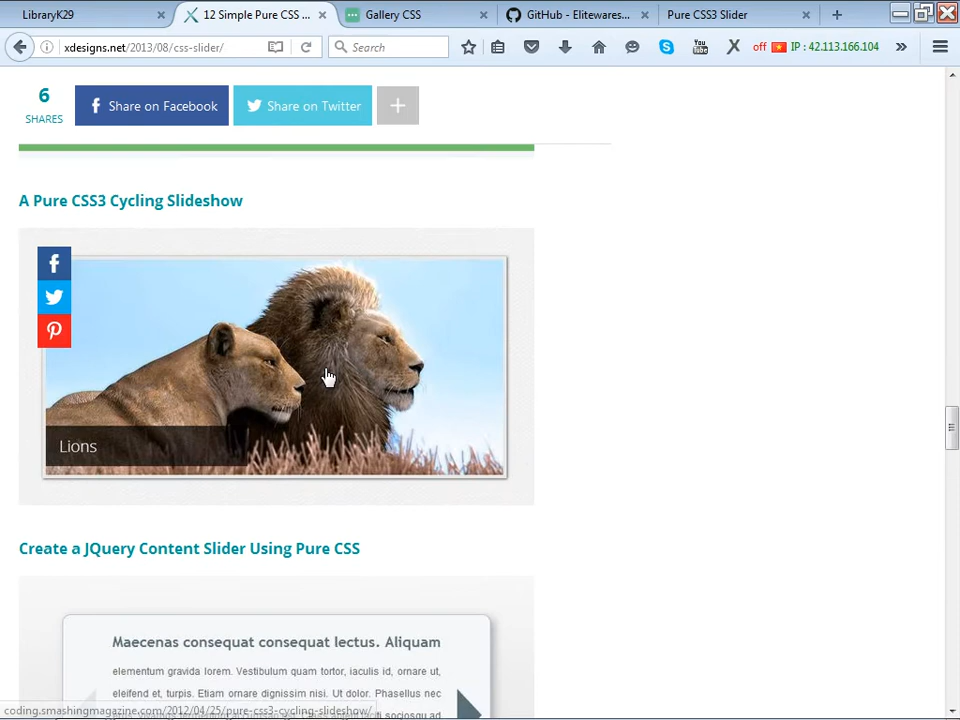 LibraryK29
12 Simple Pure CSS ...
Gallery CSS
GitHub - Elitewares...
Pure CSS3 Slider
xdesigns.net/2013/08/css-slider/
Search
You
Tube
off
IP : 42.113.166.104
6
SHARES
Share on Facebook
Share on Twitter
A Pure CSS3 Cycling Slideshow
Lions
Create a JQuery Content Slider Using Pure CSS
Maecenas consequat consequat lectus. Aliquam
elementum gravida lorem. Vestibulum quam tortor, iaculis id, ornare ut,
eleifend et, turpis. Etiam ornare dignissim nisi. Ut dolor. Phasellus nec
coding.smashingmagazine.com/2012/04/25/pure-css3-cycling-slideshow/